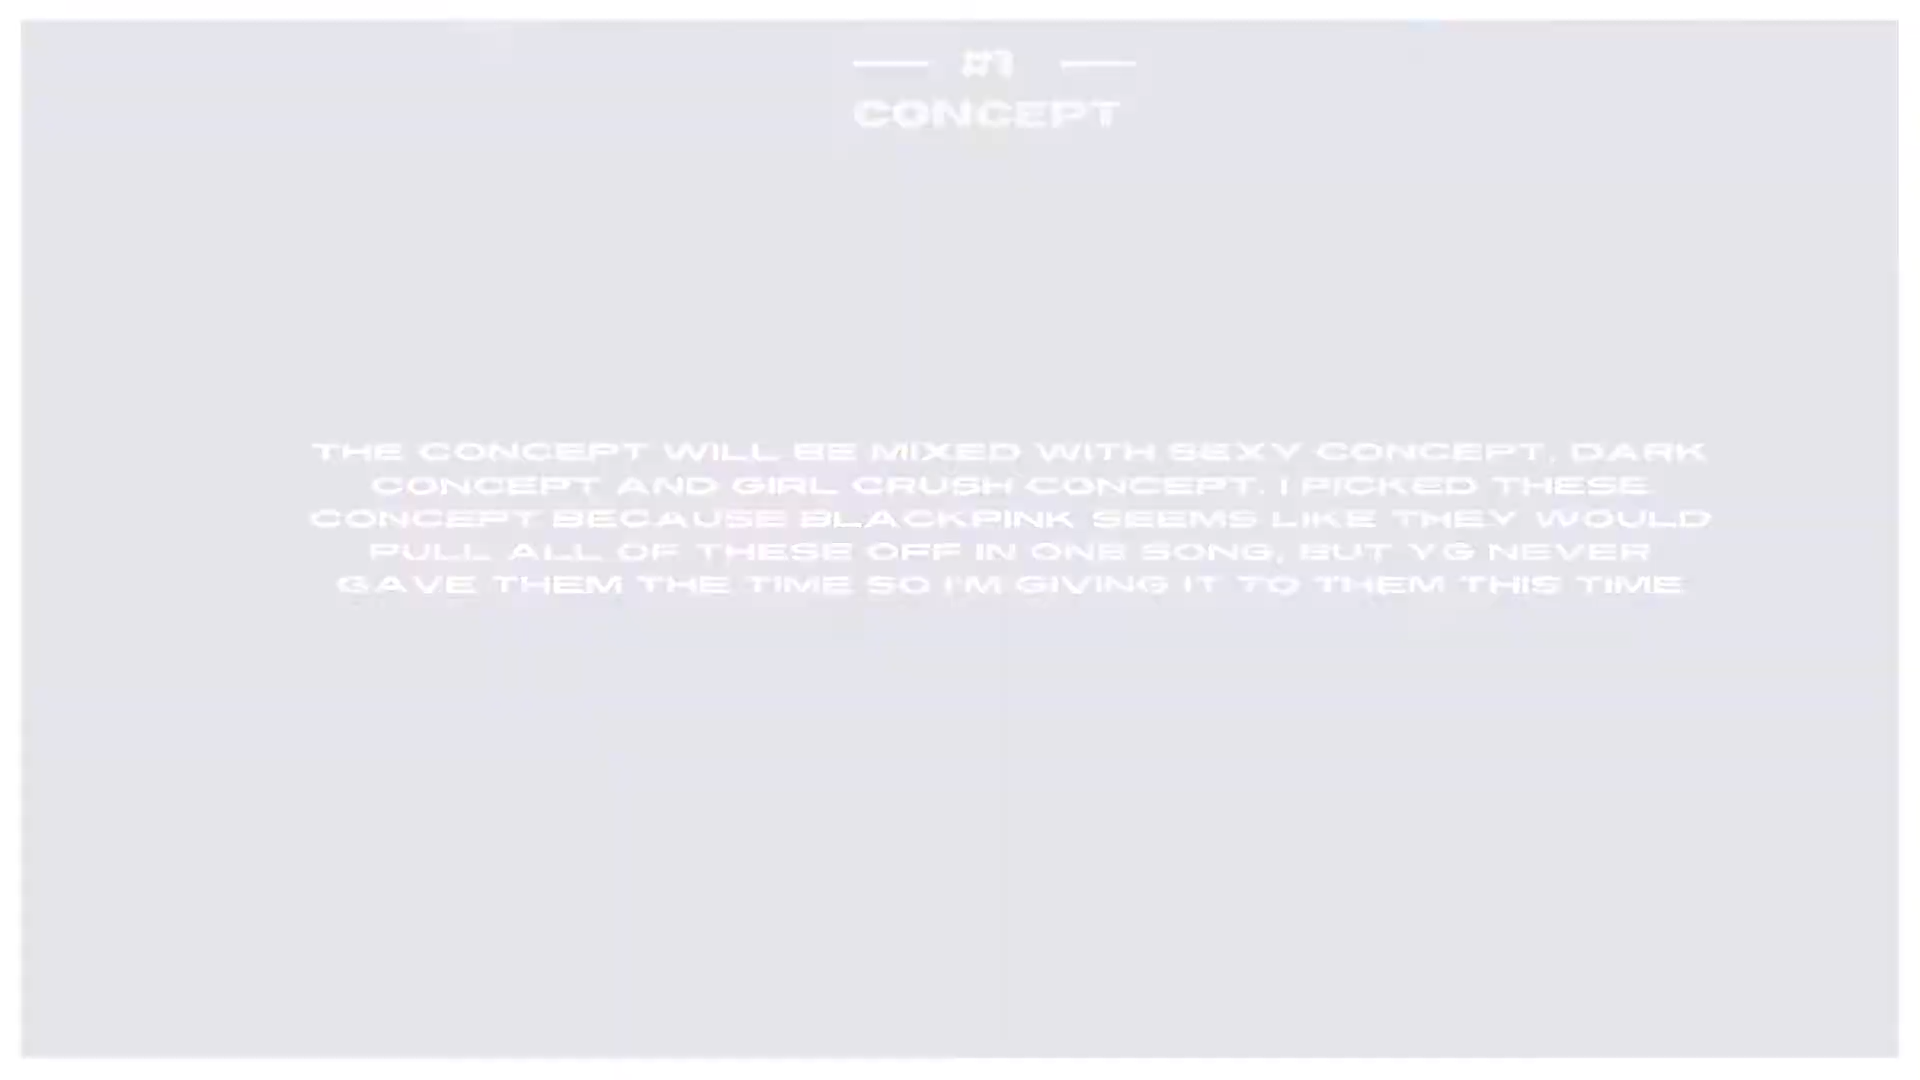 #1
CONCEPT
THE CONCEPT WILL BE MIXED WITH SEXY CONCEPT, DARK
CONCEPT AND GIRL CRUSH CONCEPT. I PICKED THESE
CONCEPT BECAUSE BLACKPINK SEEMS LIKE THEY WOULD
PULL ALL OF THESE OFF IN ONE SONG, BUT YG NEVER
GAVE THEM THE TIME SO I'M GIVING IT TO THEM THIS TIME